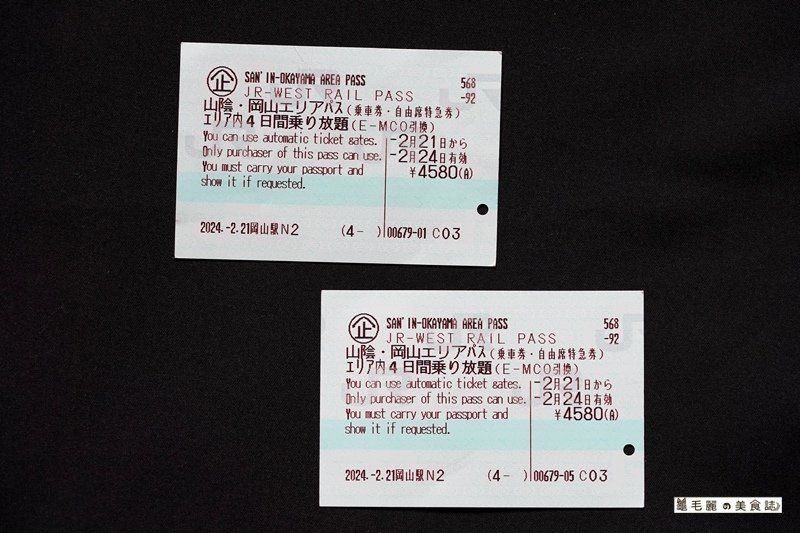 企 SAN'IN-OKAYAMA AREA PASS 568
JR-WEST RAIL PASS -92
山陰・岡山エリアパス(乗車券・自由席特急券)
エリア内4日間乗り放題(E-MCO引換)
You can use automatic ticket gates. -2月21日から
Only purchaser of this pass can use. -2月24日有効
You must carry your passport and ¥4580(A)
show it if requested.
2024.-2.21岡山駅N2 (4- ) 00679-01 C03
企 SAN'IN-OKAYAMA AREA PASS 568
JR-WEST RAIL PASS -92
山陰・岡山エリアパス(乗車券・自由席特急券)
エリア内4日間乗り放題(E-MCO引換)
You can use automatic ticket gates. -2月21日から
Only purchaser of this pass can use. -2月24日有効
You must carry your passport and ¥4580(A)
show it if requested.
2024.-2.21岡山駅N2 (4- ) 00679-05 C03
毛麗の美食誌